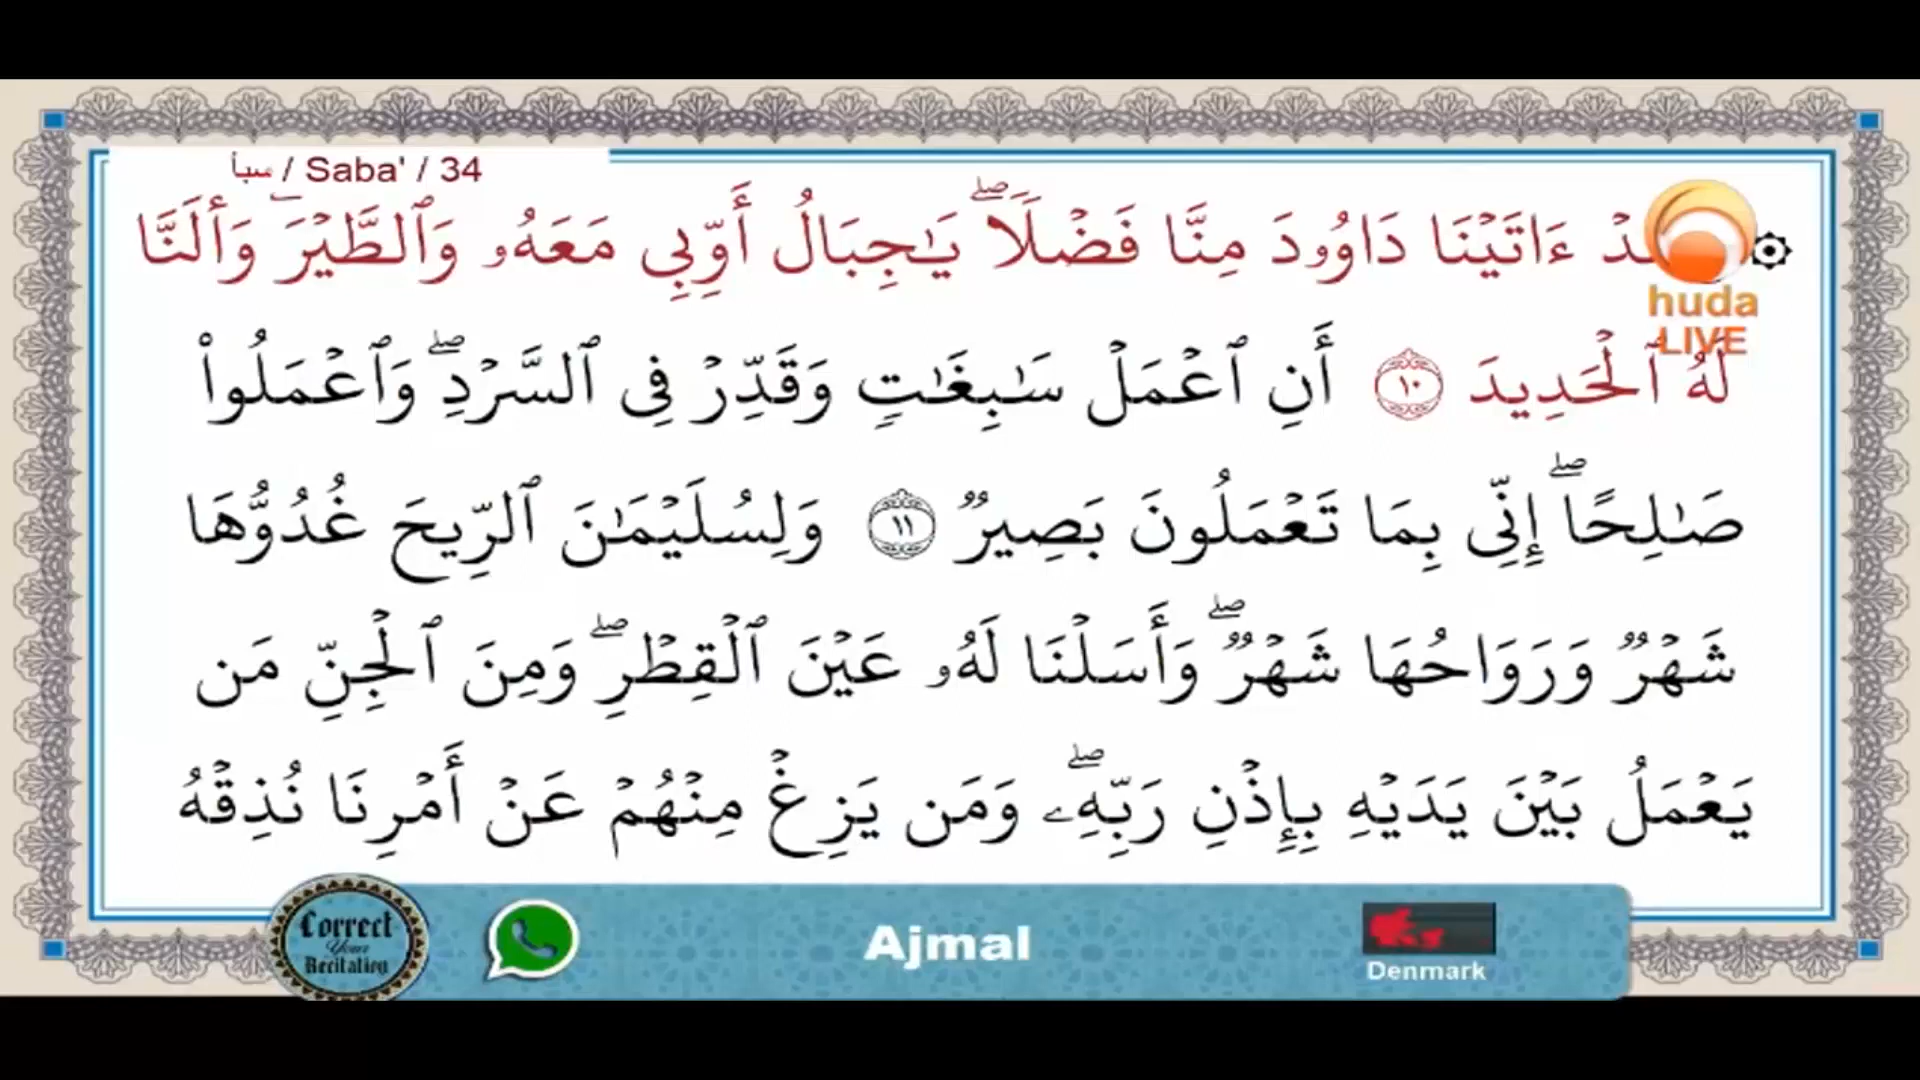 سبأ / Saba' / 34
ءَاتَيْنَا دَاوُۥدَ مِنَّا فَضْلًا ۖ يَـٰجِبَالُ أَوِّبِى مَعَهُۥ وَٱلطَّيْرَ ۖ وَأَلَنَّا
huda
LIVE
لَهُ ٱلْحَدِيدَ ١٠ أَنِ ٱعْمَلْ سَـٰبِغَـٰتٍ وَقَدِّرْ فِى ٱلسَّرْدِ ۖ وَٱعْمَلُوا۟
صَـٰلِحًا ۖ إِنِّى بِمَا تَعْمَلُونَ بَصِيرٌ ١١ وَلِسُلَيْمَـٰنَ ٱلرِّيحَ غُدُوُّهَا
شَهْرٌ وَرَوَاحُهَا شَهْرٌ ۖ وَأَسَلْنَا لَهُۥ عَيْنَ ٱلْقِطْرِ ۖ وَمِنَ ٱلْجِنِّ مَن
يَعْمَلُ بَيْنَ يَدَيْهِ بِإِذْنِ رَبِّهِۦ ۖ وَمَن يَزِغْ مِنْهُمْ عَنْ أَمْرِنَا نُذِقْهُ
Correct
Your
Recitation
Ajmal
Denmark